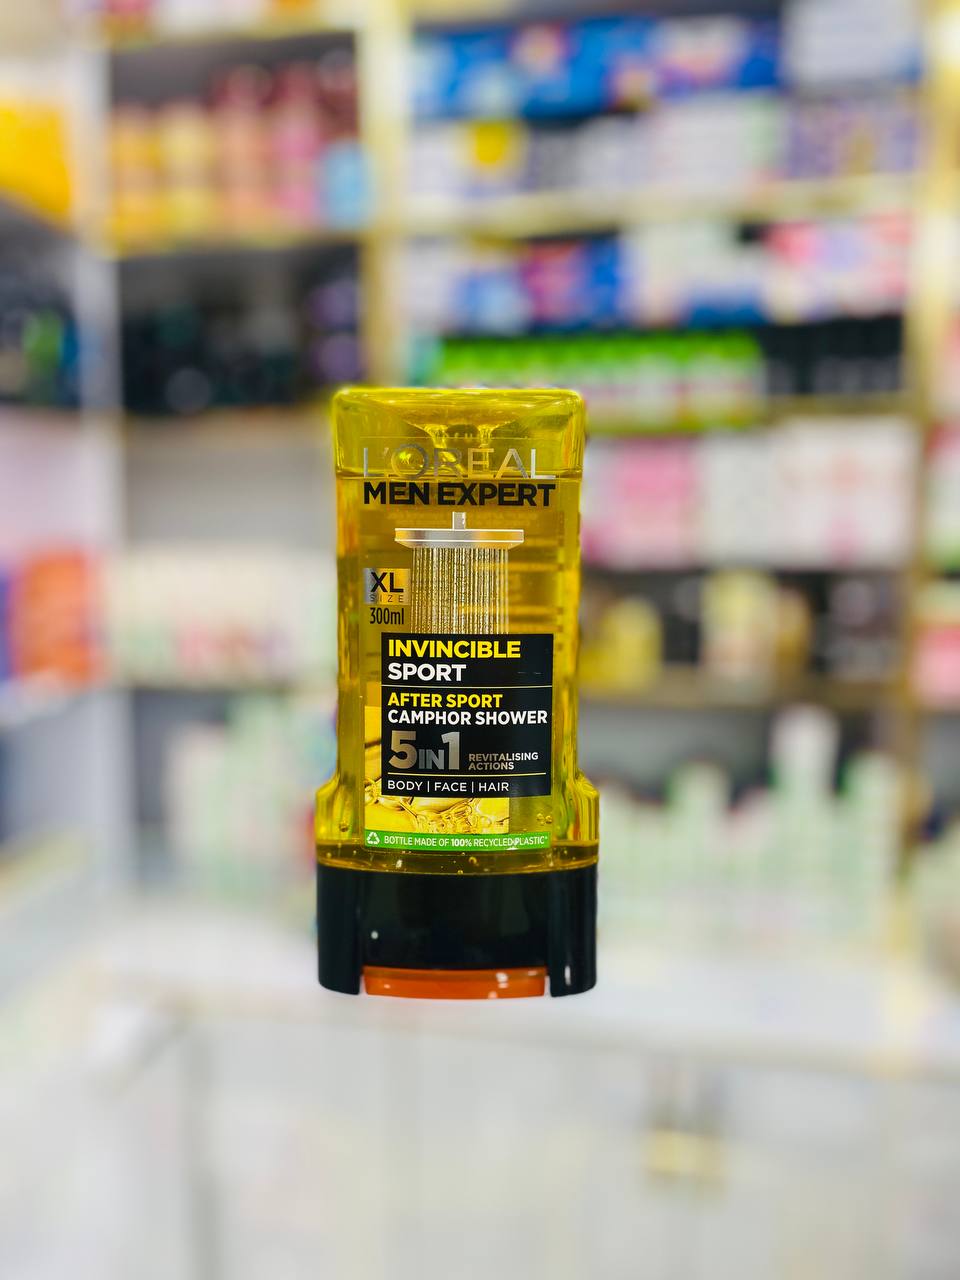 L'ORÉAL
MEN EXPERT
XL
SIZE
300ml
INVINCIBLE
SPORT
AFTER SPORT
CAMPHOR SHOWER
5IN1 REVITALISING
ACTIONS
BODY | FACE | HAIR
BOTTLE MADE OF 100% RECYCLED PLASTIC*